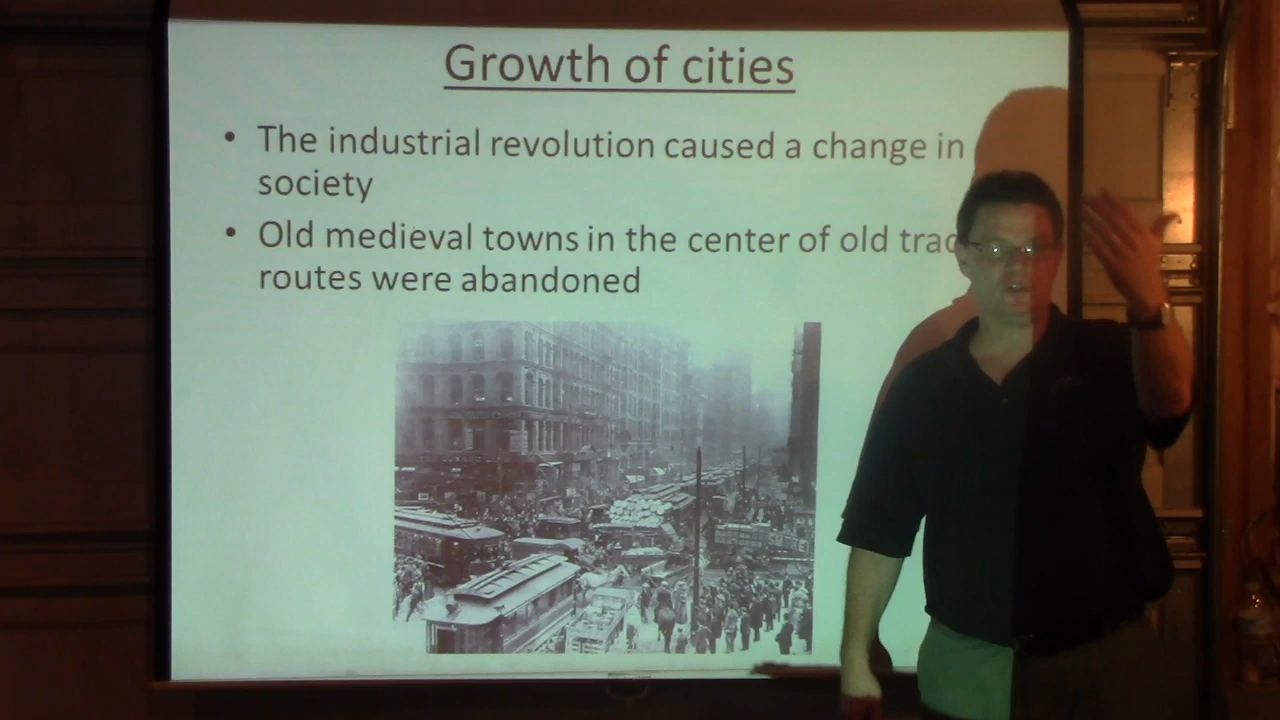 Growth of cities
• The industrial revolution caused a change in
society
• Old medieval towns in the center of old
routes were abandoned